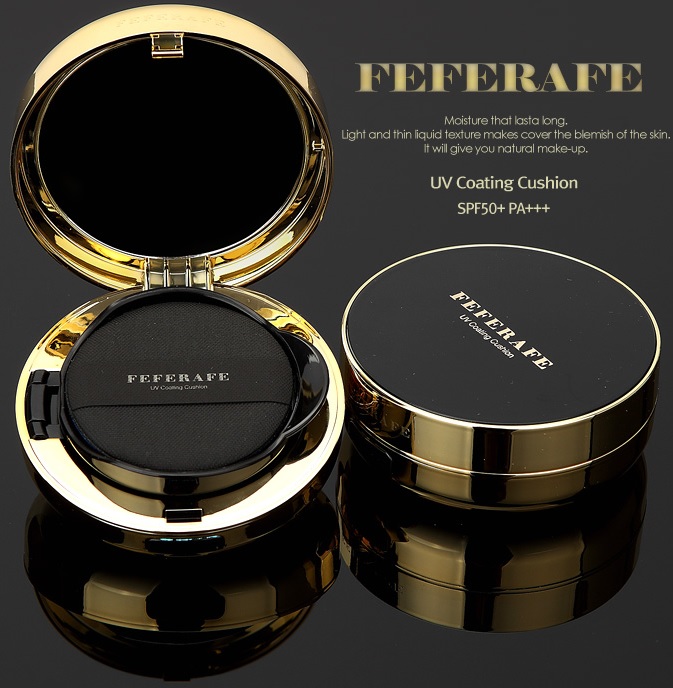 FEFERAFE
Moisture that lasta long.
Light and thin liquid texture makes cover the blemish of the skin.
It will give you natural make-up.
UV Coating Cushion
SPF50+ PA+++
FEFERAFE
UV Coating Cushion
FEFERAFE
UV Coating Cushion